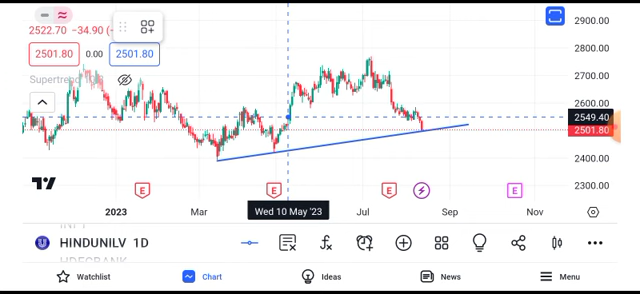 2522.70 −34.90 (−
2900.00
2501.80 0.00 2501.80
2800.00
Supertrend
2700.00
2600.00
2549.40
2501.80
2400.00
2300.00
E E E E
2023 Mar Wed 10 May '23 Jul Sep Nov
HINDUNILV 1D
HDFCBANK
Watchlist Chart Ideas News Menu